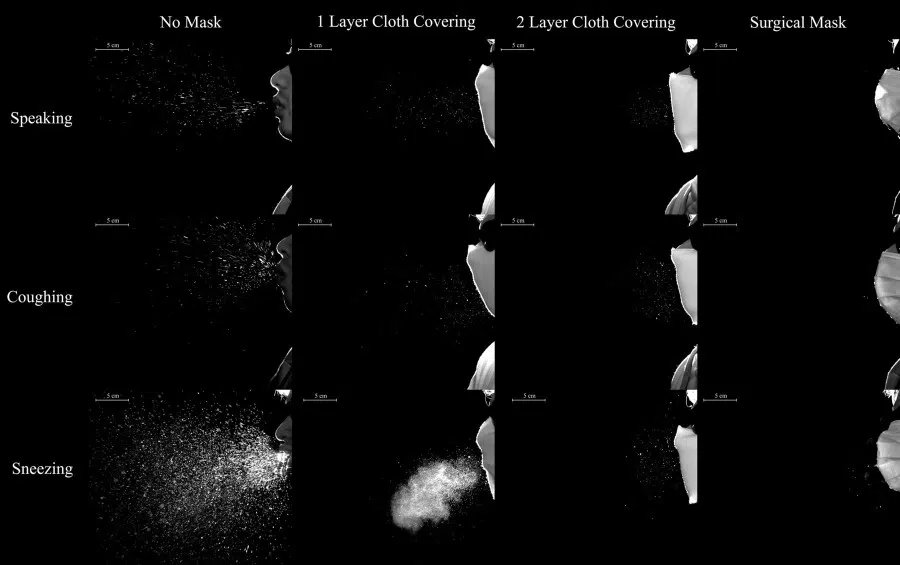 No Mask
1 Layer Cloth Covering
2 Layer Cloth Covering
Surgical Mask
5 cm
5 cm
5 cm
5 cm
Speaking
5 cm
5 cm
5 cm
5 cm
Coughing
5 cm
5 cm
5 cm
5 cm
Sneezing